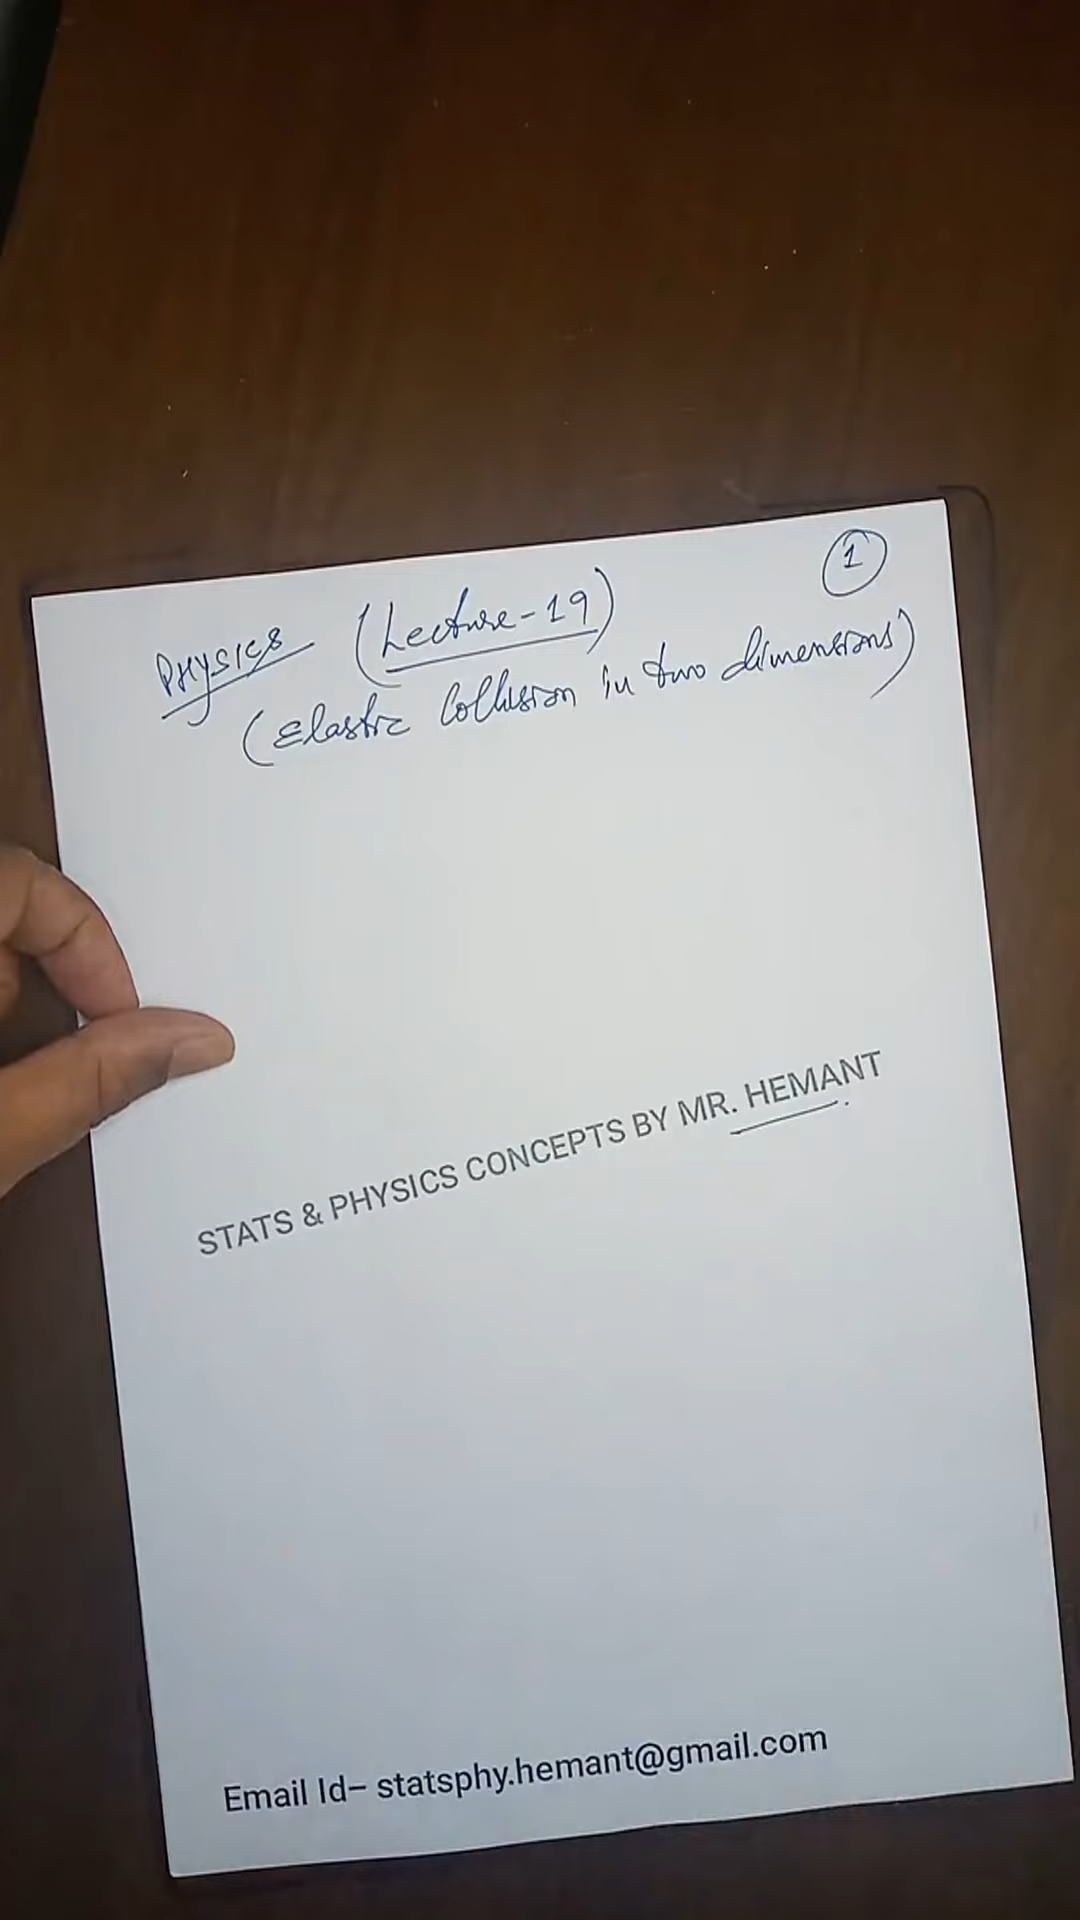 1
PHYSICS (Lecture-19)
(Elastic Collision in two dimensions)
STATS & PHYSICS CONCEPTS BY MR. HEMANT
Email Id– statsphy.hemant@gmail.com